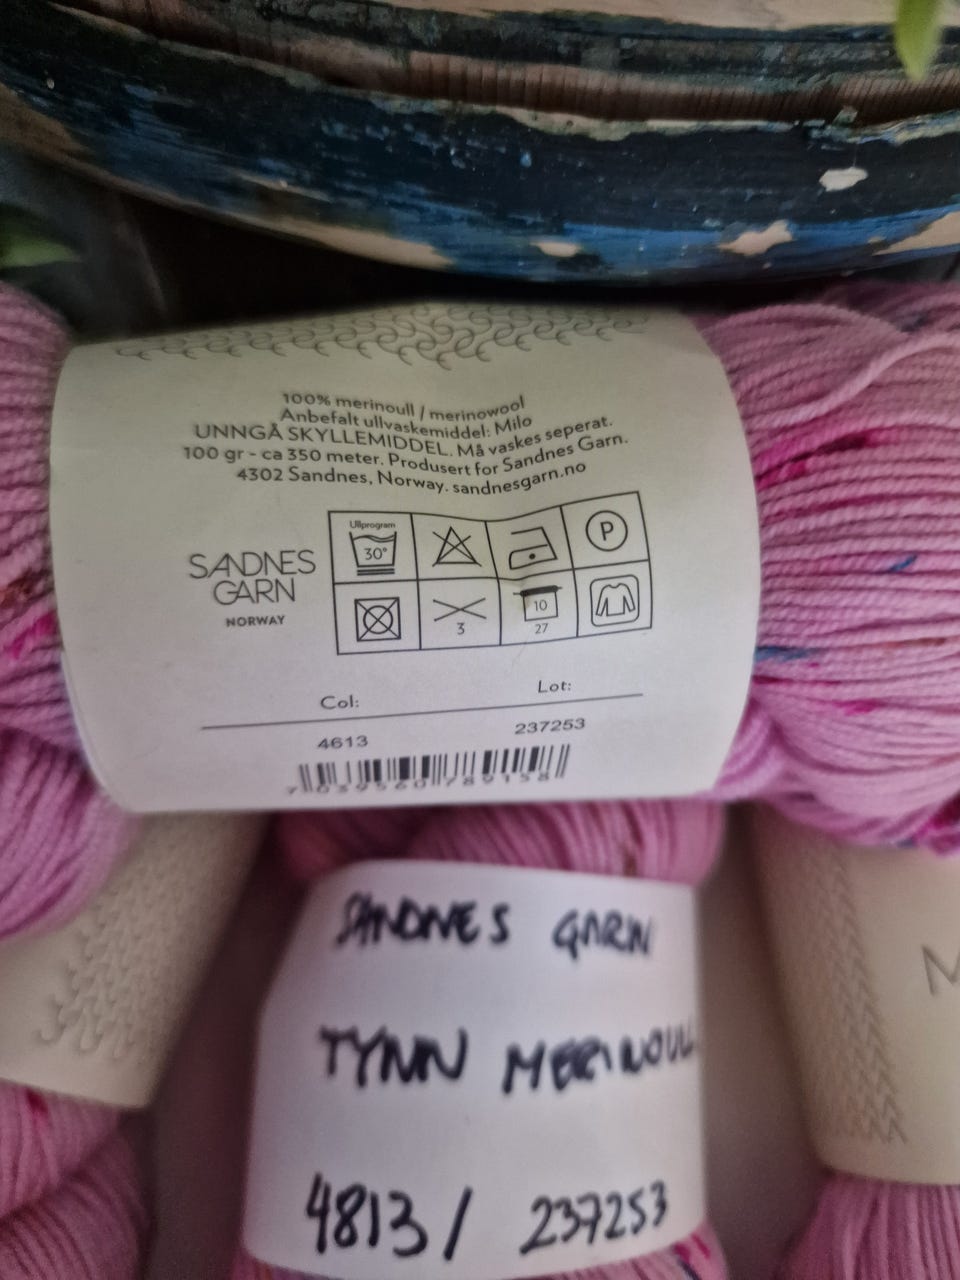 100% merinoull / merinowool
Anbefalt ullvaskemiddel: Milo
UNNGÅ SKYLLEMIDDEL. Må vaskes seperat.
100 gr - ca 350 meter. Produsert for Sandnes Garn.
4302 Sandnes, Norway. sandnesgarn.no
SANDNES
GARN
NORWAY
Ullprogram
30°
P
3
10
27
Col:
Lot:
4613
237253
7039560789158
SANDNES GARN
TYNN MERINOULL
4813/ 237253
M